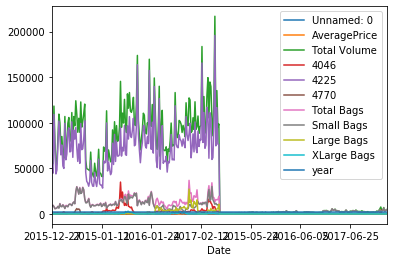 200000
150000
100000
50000
0
2015-12-27 2015-01-11 2016-01-24 2017-02-12 2015-05-24 2016-06-05 2017-06-25
Date
Unnamed: 0
AveragePrice
Total Volume
4046
4225
4770
Total Bags
Small Bags
Large Bags
XLarge Bags
year